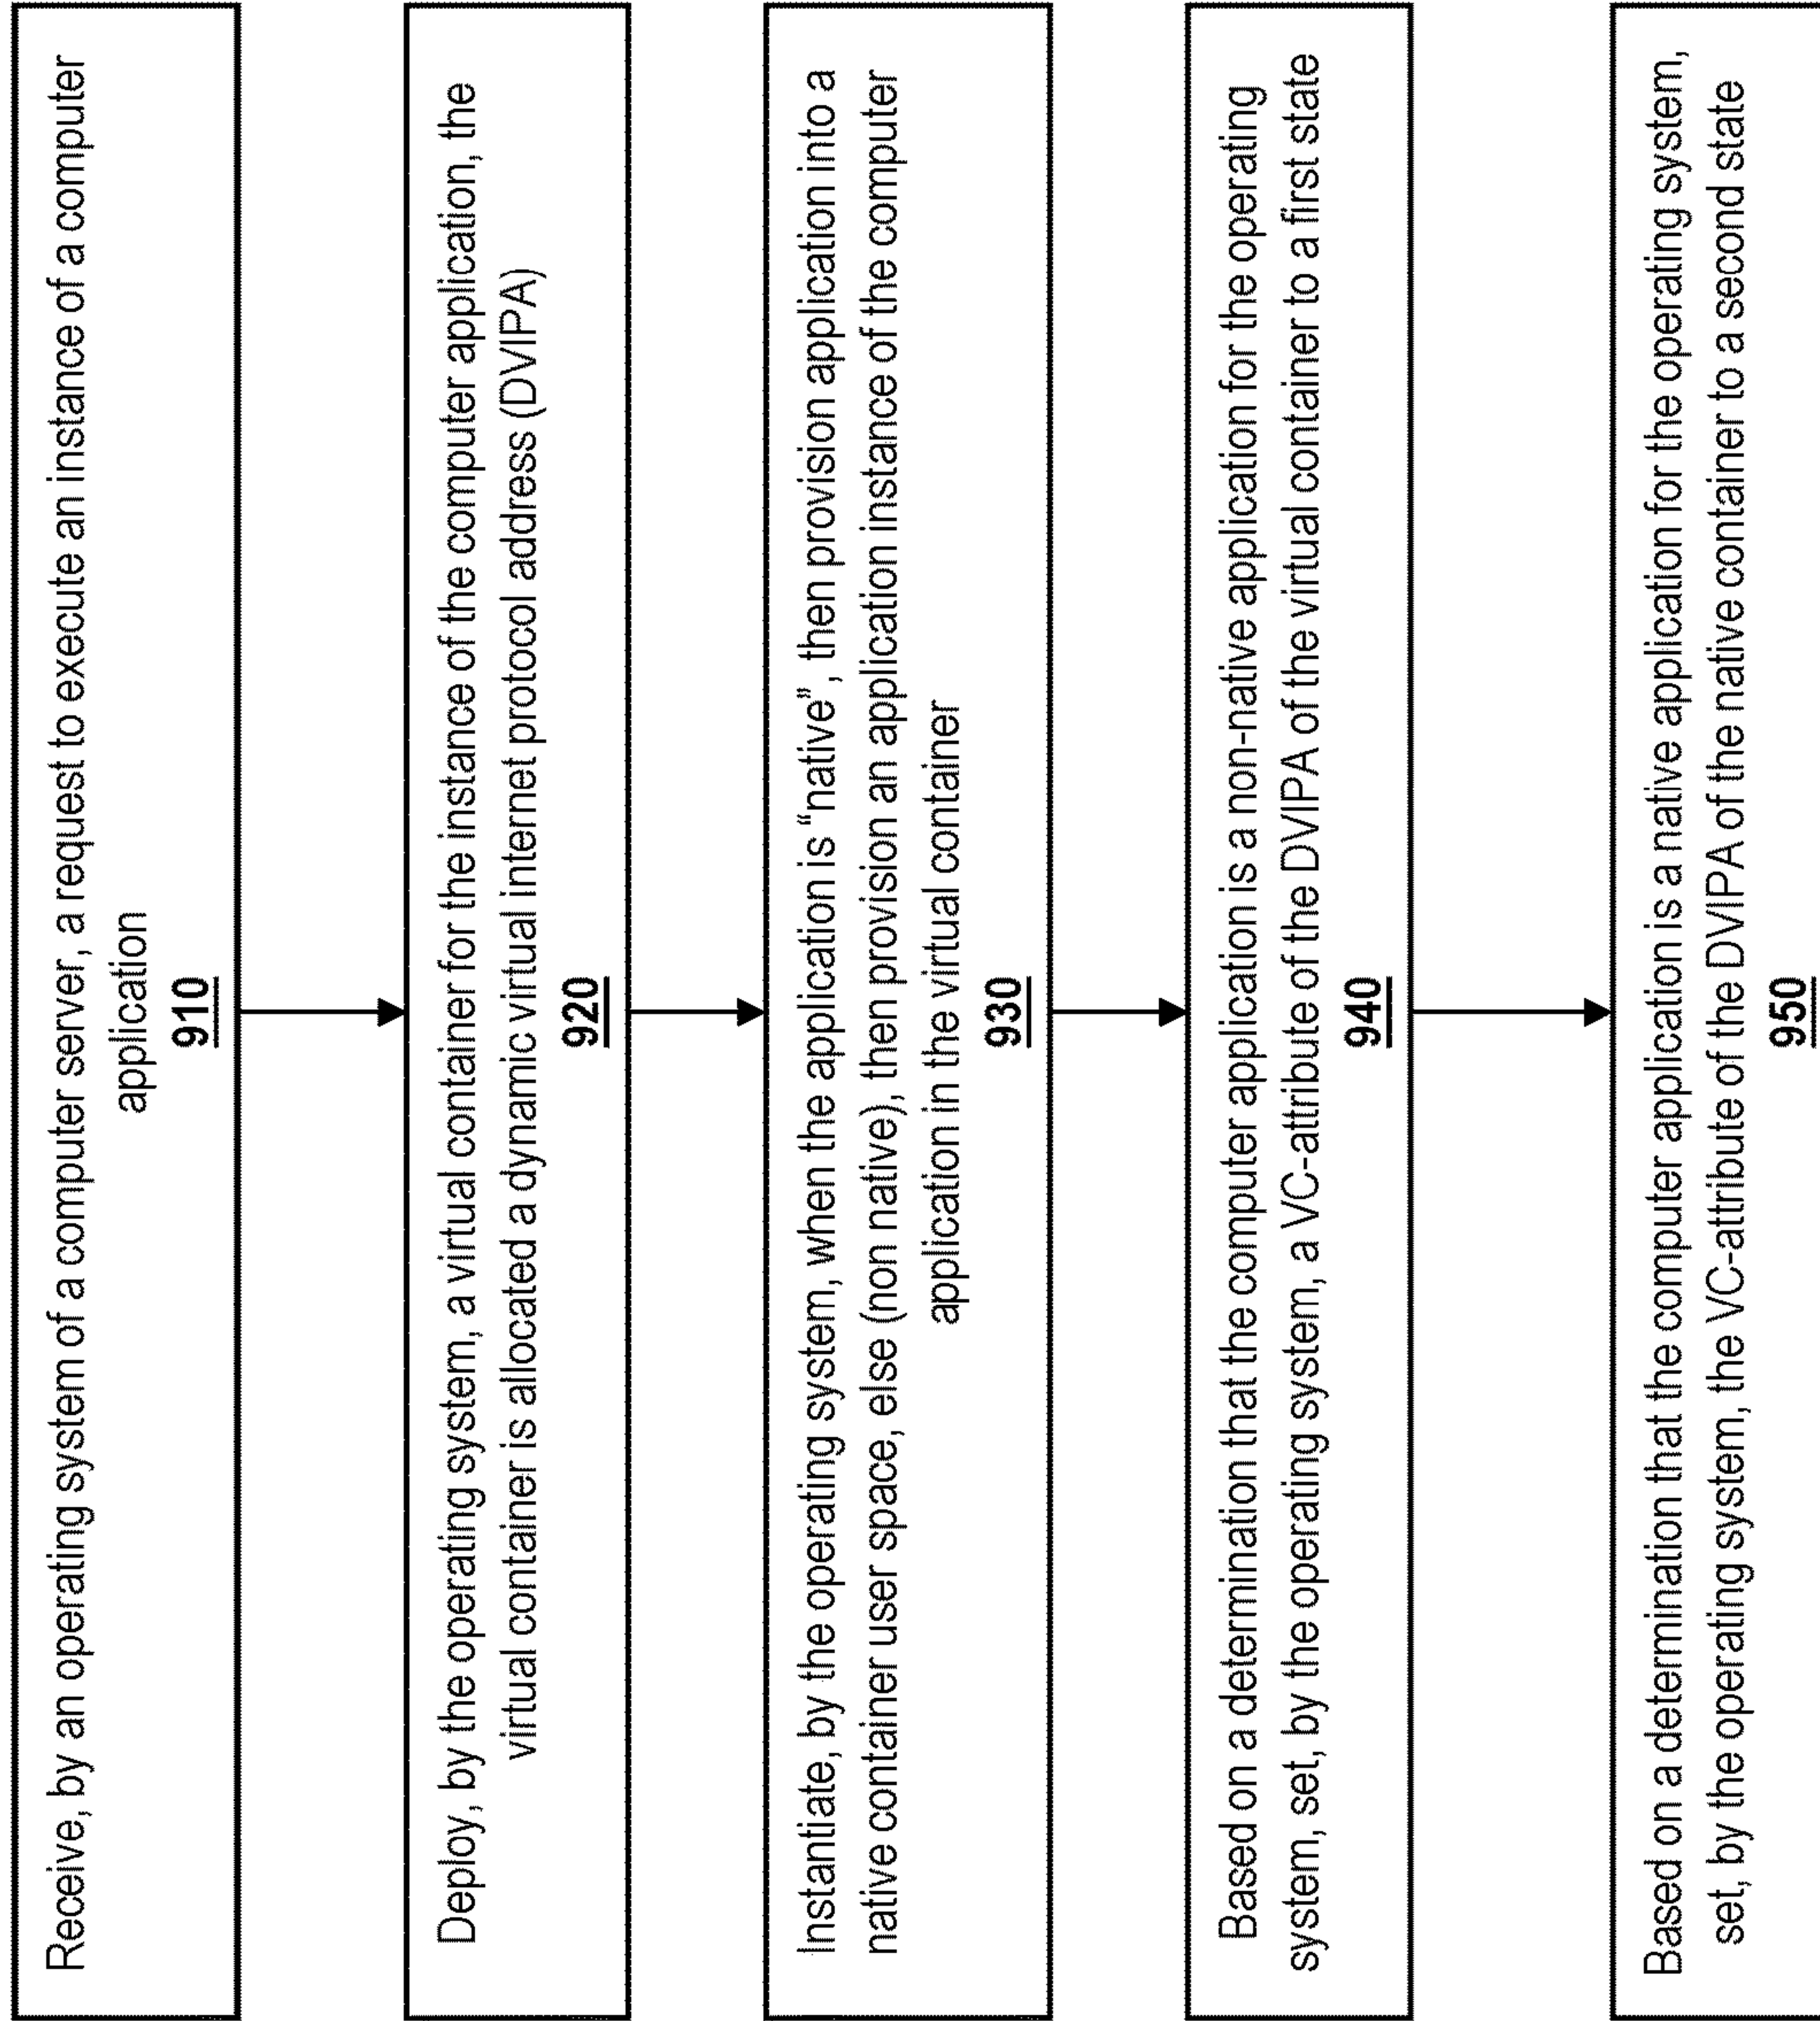 Receive, by an operating system of a computer server, a request to execute an instance of a computer
application
910
Deploy, by the operating system, a virtual container for the instance of the computer application, the
virtual container is allocated a dynamic virtual internet protocol address (DVIPA)
920
Instantiate, by the operating system, when the application is “native”, then provision application into a
native container user space, else (non native), then provision an application instance of the computer
application in the virtual container
930
Based on a determination that the computer application is a non-native application for the operating
system, set, by the operating system, a VC-attribute of the DVIPA of the virtual container to a first state
940
Based on a determination that the computer application is a native application for the operating system,
set, by the operating system, the VC-attribute of the DVIPA of the native container to a second state
950